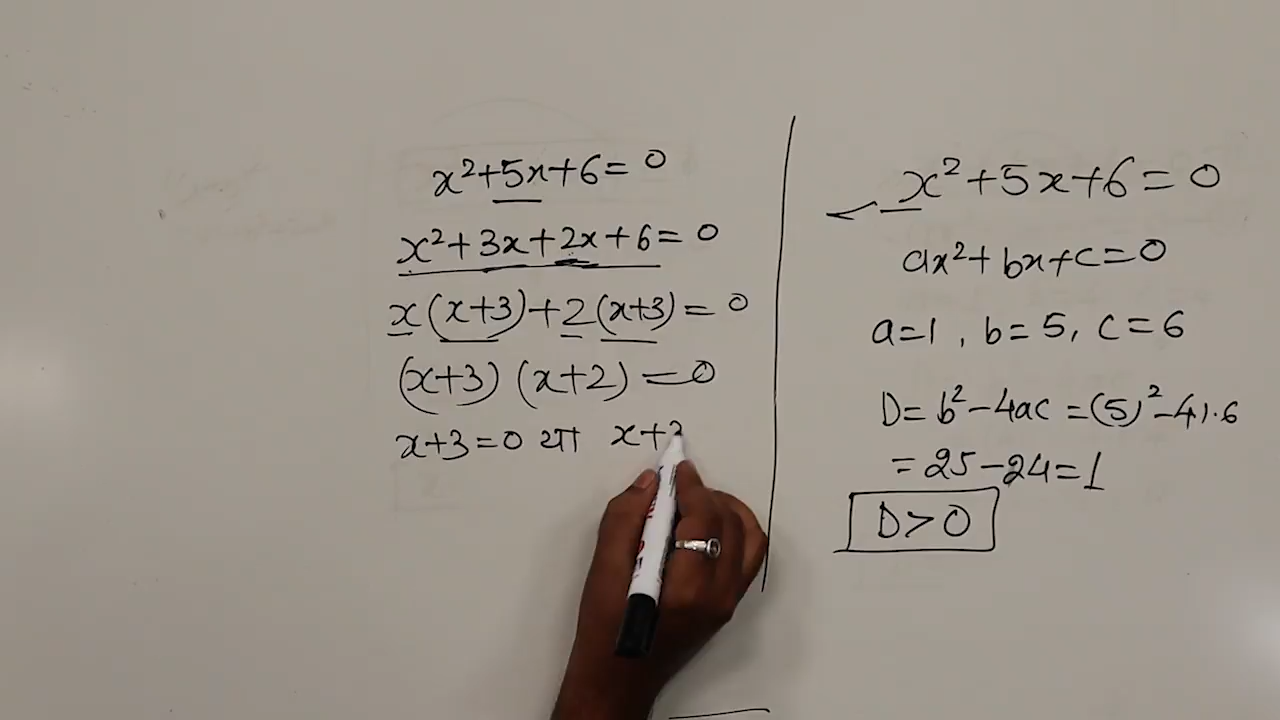 x²+5x+6=0
x²+3x+2x+6=0
x(x+3)+2(x+3)=0
(x+3) (x+2)=0
x+3=0 या x+2
x²+5x+6=0
ax²+bx+c=0
a=1, b=5, c=6
D=b²-4ac=(5)²-4.1.6
=25-24=1
D>0